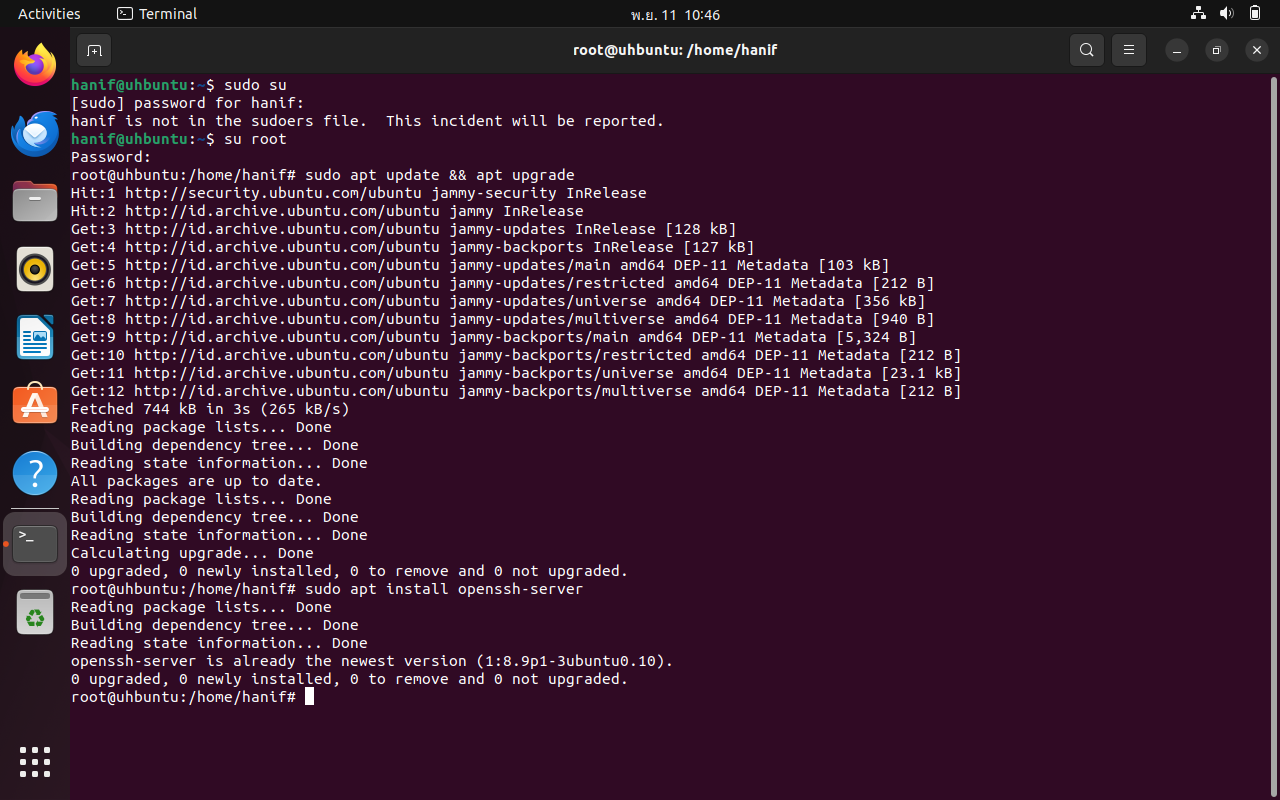 Activities
Terminal
พ.ย. 11 10:46
root@uhbuntu: /home/hanif
hanif@uhbuntu:~$ sudo su
[sudo] password for hanif:
hanif is not in the sudoers file.  This incident will be reported.
hanif@uhbuntu:~$ su root
Password:
root@uhbuntu:/home/hanif# sudo apt update && apt upgrade
Hit:1 http://security.ubuntu.com/ubuntu jammy-security InRelease
Hit:2 http://id.archive.ubuntu.com/ubuntu jammy InRelease
Get:3 http://id.archive.ubuntu.com/ubuntu jammy-updates InRelease [128 kB]
Get:4 http://id.archive.ubuntu.com/ubuntu jammy-backports InRelease [127 kB]
Get:5 http://id.archive.ubuntu.com/ubuntu jammy-updates/main amd64 DEP-11 Metadata [103 kB]
Get:6 http://id.archive.ubuntu.com/ubuntu jammy-updates/restricted amd64 DEP-11 Metadata [212 B]
Get:7 http://id.archive.ubuntu.com/ubuntu jammy-updates/universe amd64 DEP-11 Metadata [356 kB]
Get:8 http://id.archive.ubuntu.com/ubuntu jammy-updates/multiverse amd64 DEP-11 Metadata [940 B]
Get:9 http://id.archive.ubuntu.com/ubuntu jammy-backports/main amd64 DEP-11 Metadata [5,324 B]
Get:10 http://id.archive.ubuntu.com/ubuntu jammy-backports/restricted amd64 DEP-11 Metadata [212 B]
Get:11 http://id.archive.ubuntu.com/ubuntu jammy-backports/universe amd64 DEP-11 Metadata [23.1 kB]
Get:12 http://id.archive.ubuntu.com/ubuntu jammy-backports/multiverse amd64 DEP-11 Metadata [212 B]
Fetched 744 kB in 3s (265 kB/s)
Reading package lists... Done
Building dependency tree... Done
Reading state information... Done
All packages are up to date.
Reading package lists... Done
Building dependency tree... Done
Reading state information... Done
Calculating upgrade... Done
0 upgraded, 0 newly installed, 0 to remove and 0 not upgraded.
root@uhbuntu:/home/hanif# sudo apt install openssh-server
Reading package lists... Done
Building dependency tree... Done
Reading state information... Done
openssh-server is already the newest version (1:8.9p1-3ubuntu0.10).
0 upgraded, 0 newly installed, 0 to remove and 0 not upgraded.
root@uhbuntu:/home/hanif#